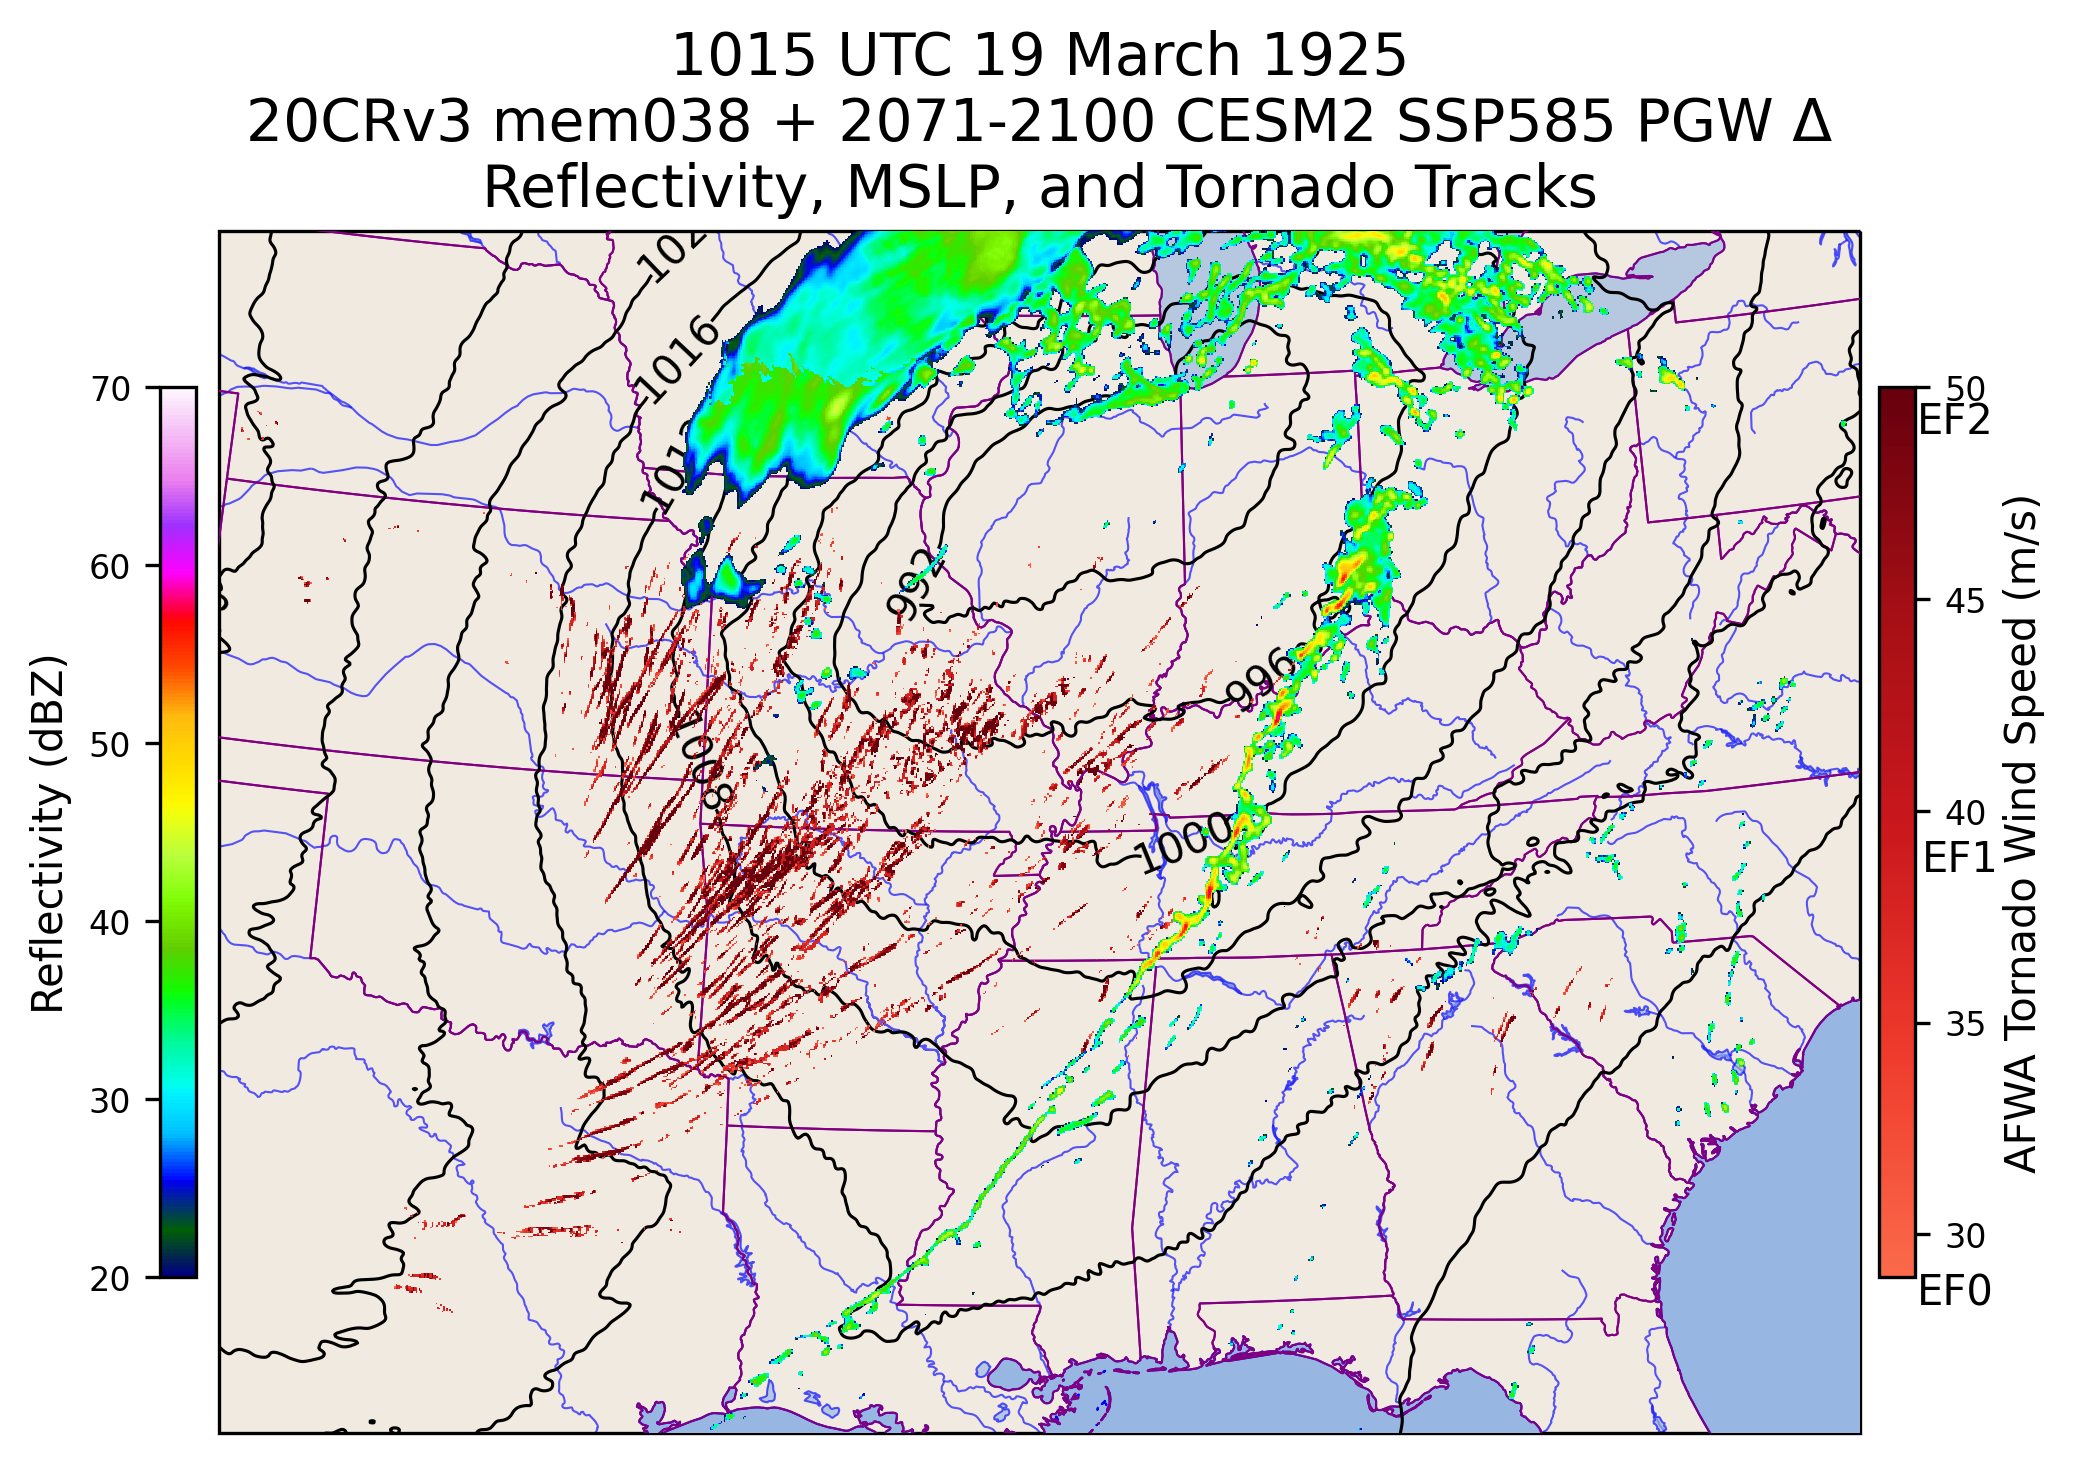 1015 UTC 19 March 1925
20CRv3 mem038 + 2071-2100 CESM2 SSP585 PGW Δ
Reflectivity, MSLP, and Tornado Tracks
102
1016
101
992
996
1008
1000
70
60
50
40
30
20
Reflectivity (dBZ)
50
EF2
45
40
EF1
35
30
EF0
AFWA Tornado Wind Speed (m/s)